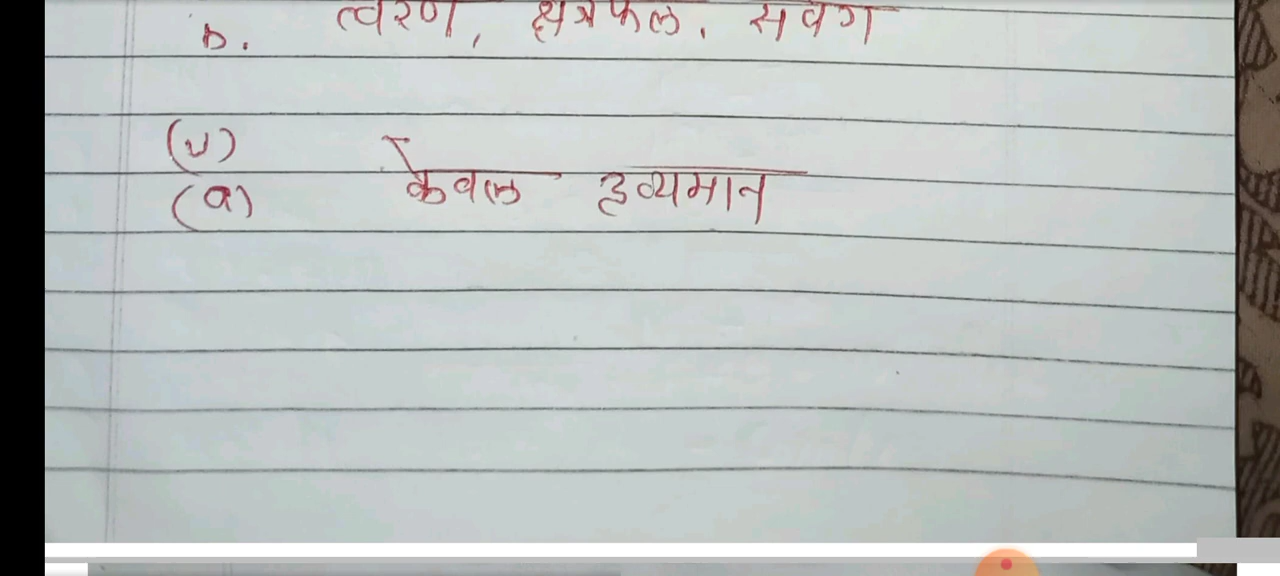 b. त्वरण, क्षेत्रफल, संवेग
(v)
(a) केवल द्रव्यमान